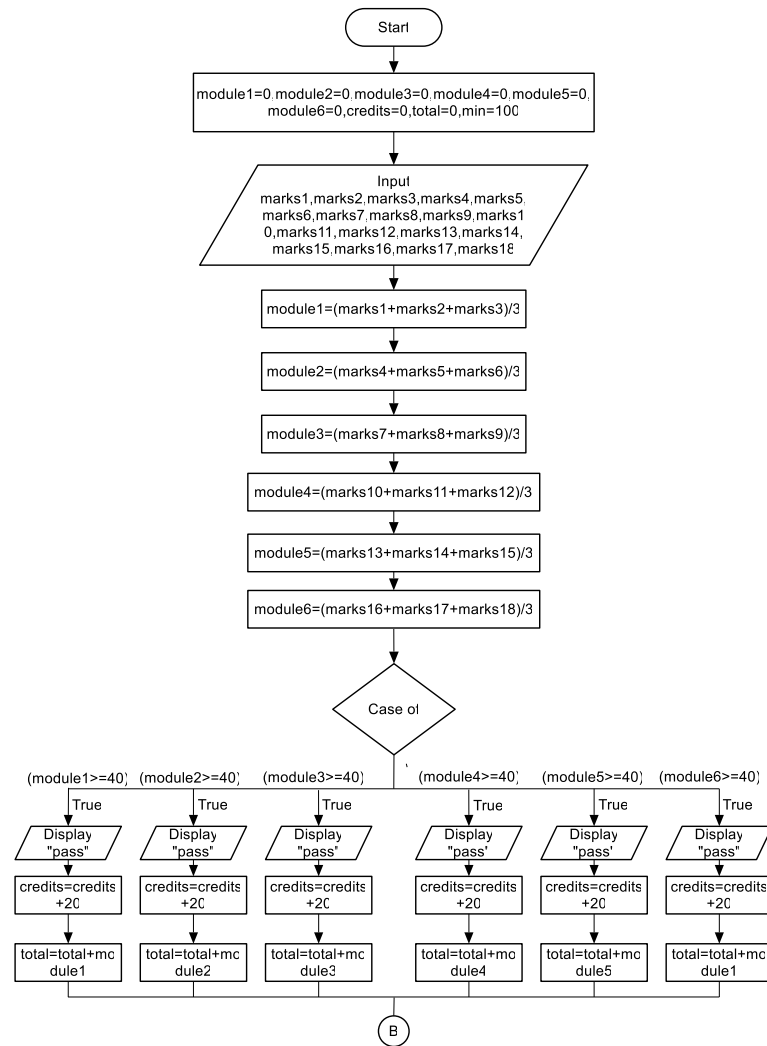 Start
module1=0,module2=0,module3=0,module4=0,module5=0,
module6=0,credits=0,total=0,min=100
Input
marks1,marks2,marks3,marks4,marks5,
marks6,marks7,marks8,marks9,marks1
0,marks11,marks12,marks13,marks14,
marks15,marks16,marks17,marks18
module1=(marks1+marks2+marks3)/3
module2=(marks4+marks5+marks6)/3
module3=(marks7+marks8+marks9)/3
module4=(marks10+marks11+marks12)/3
module5=(marks13+marks14+marks15)/3
module6=(marks16+marks17+marks18)/3
Case of
(module1>=40)
True
Display
"pass"
credits=credits
+20
total=total+mo
dule1
(module2>=40)
True
Display
"pass"
credits=credits
+20
total=total+mo
dule2
(module3>=40)
True
Display
"pass"
credits=credits
+20
total=total+mo
dule3
(module4>=40)
True
Display
"pass"
credits=credits
+20
total=total+mo
dule4
(module5>=40)
True
Display
"pass"
credits=credits
+20
total=total+mo
dule5
(module6>=40)
True
Display
"pass"
credits=credits
+20
total=total+mo
dule1
B